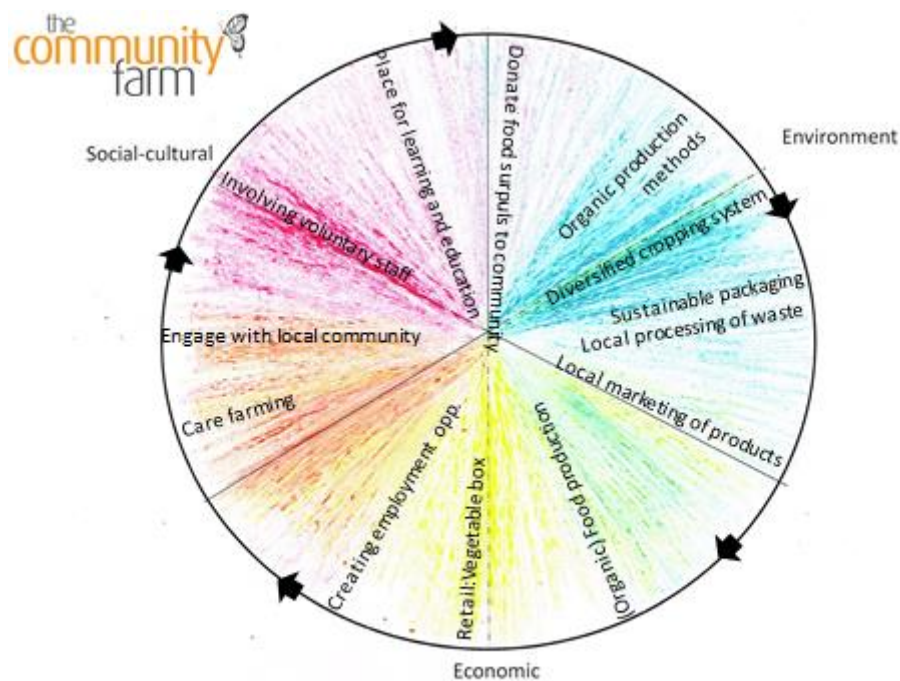 the
community
farm
Social-cultural
Environment
Economic
Place for learning and education
Donate food surpuls to community
Organic production
methods
Diversified cropping system
Sustainable packaging
Local processing of waste
Local marketing of products
(Organic) Food production
Retail:Vegetable box
Creating employment opp.
Care farming
Engage with local community
Involving voluntary staff